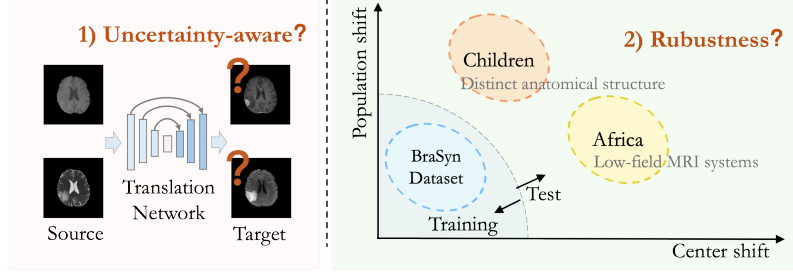 1) Uncertainty-aware?
?
?
Translation
Network
Source
Target
2) Rubustness?
Population shift
Children
Distinct anatomical structure
Africa
Low-field MRI systems
BraSyn
Dataset
Test
Training
Center shift